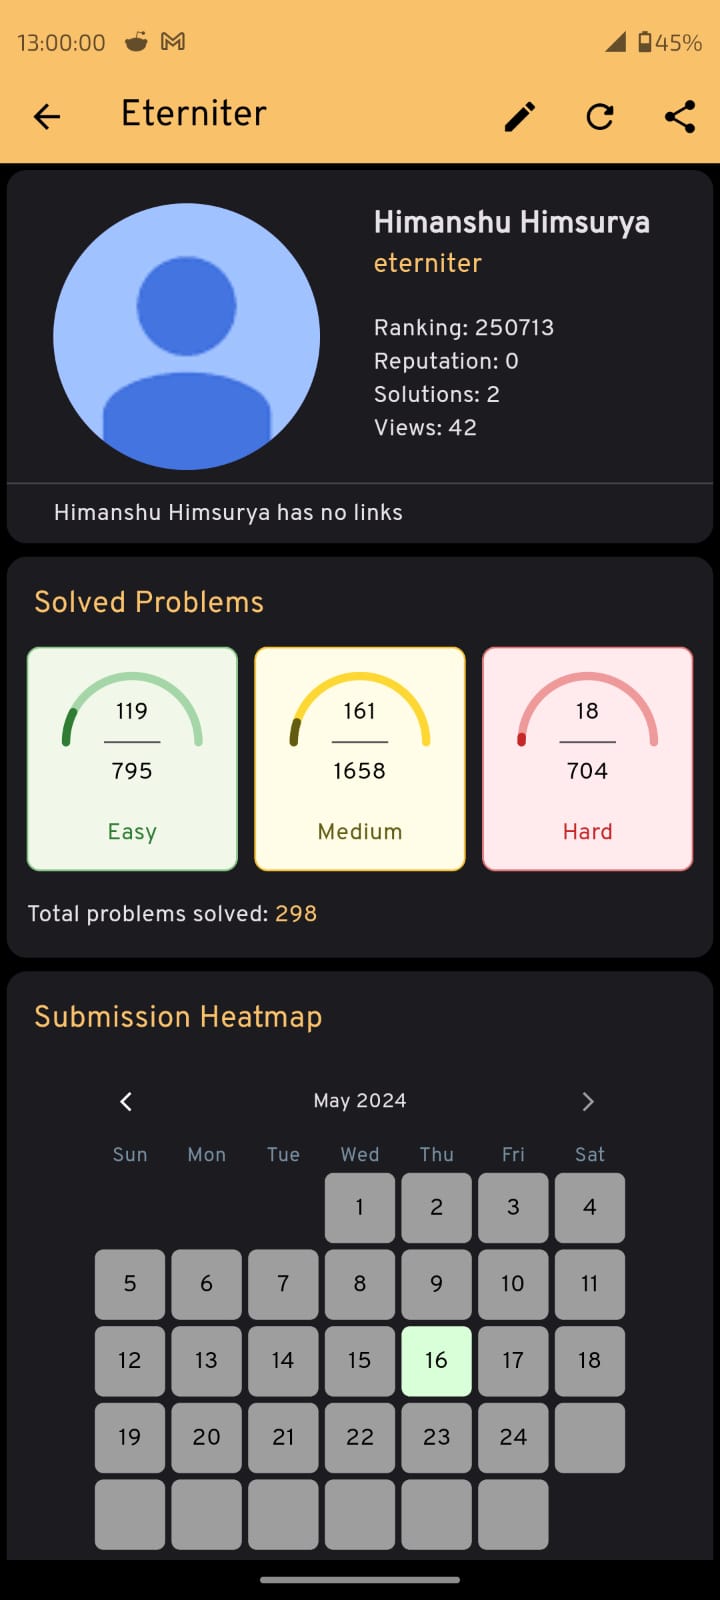 13:00:00 45%
Eterniter
Himanshu Himsurya
eterniter
Ranking: 250713
Reputation: 0
Solutions: 2
Views: 42
Himanshu Himsurya has no links
Solved Problems
119 161 18
795 1658 704
Easy Medium Hard
Total problems solved: 298
Submission Heatmap
May 2024
Sun Mon Tue Wed Thu Fri Sat
1 2 3 4
5 6 7 8 9 10 11
12 13 14 15 16 17 18
19 20 21 22 23 24